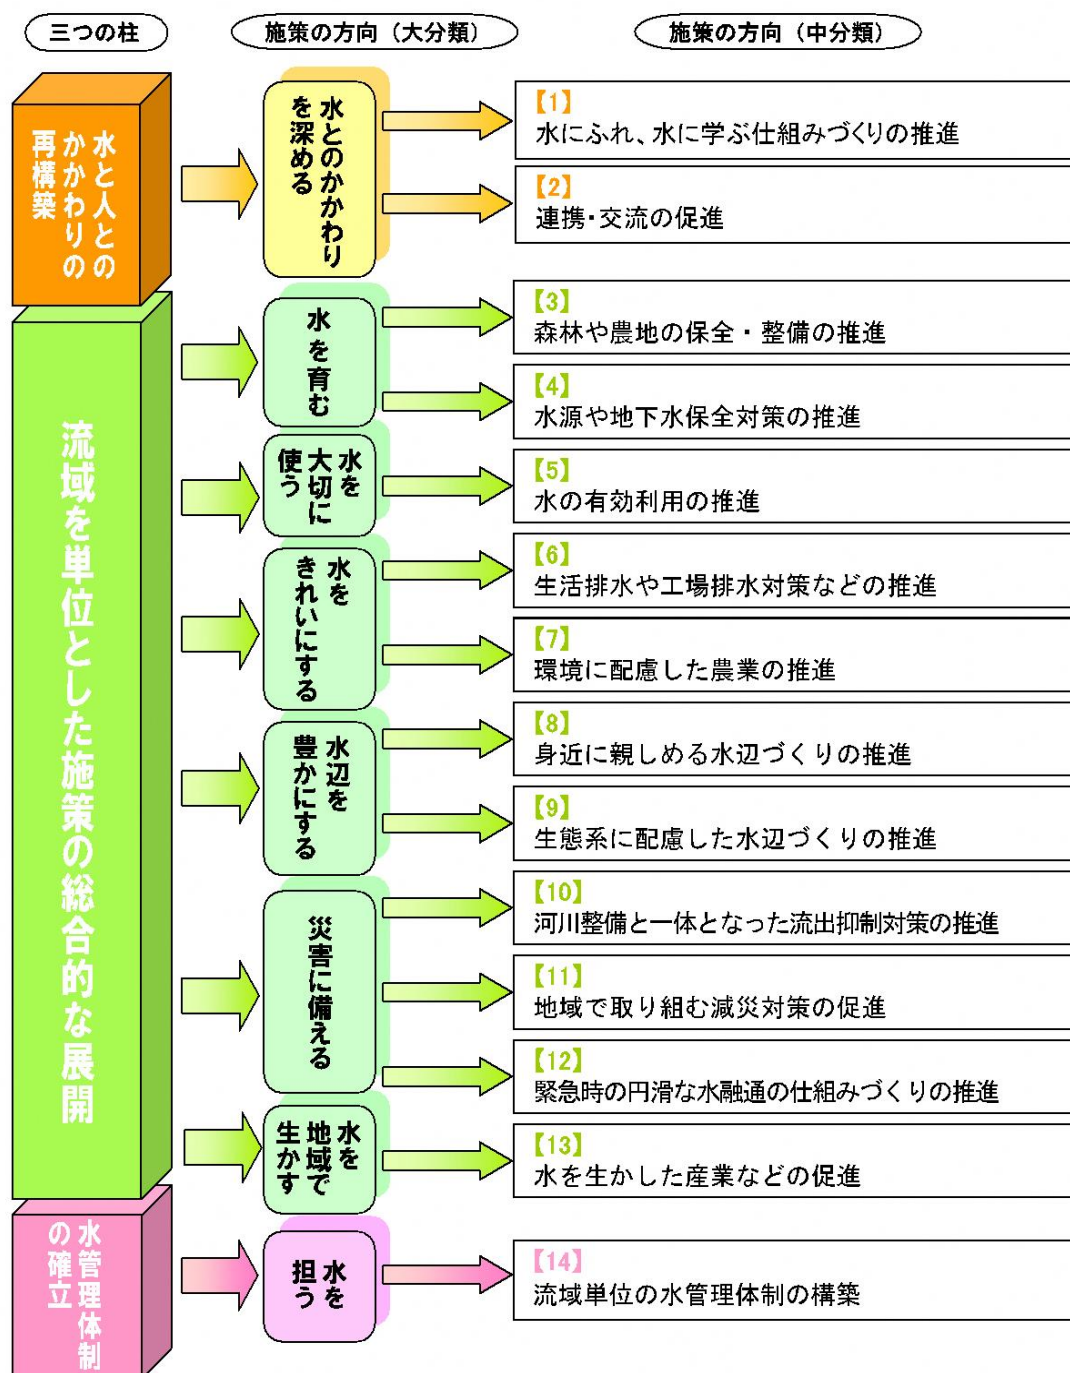 三つの柱
施策の方向（大分類）
施策の方向（中分類）
水と人との
かかわりの
再構築
水とのかかわり
を深める
【1】
水にふれ、水に学ぶ仕組みづくりの推進
【2】
連携・交流の促進
流域を単位とした施策の総合的な展開
水を育む
【3】
森林や農地の保全・整備の推進
【4】
水源や地下水保全対策の推進
水を
大切に
使う
【5】
水の有効利用の推進
水を
きれいにする
【6】
生活排水や工場排水対策などの推進
【7】
環境に配慮した農業の推進
水辺を
豊かにする
【8】
身近に親しめる水辺づくりの推進
【9】
生態系に配慮した水辺づくりの推進
災害に備える
【10】
河川整備と一体となった流出抑制対策の推進
【11】
地域で取り組む減災対策の促進
【12】
緊急時の円滑な水融通の仕組みづくりの推進
水を
地域で
生かす
【13】
水を生かした産業などの促進
水管理体制
の確立
水を
担う
【14】
流域単位の水管理体制の構築